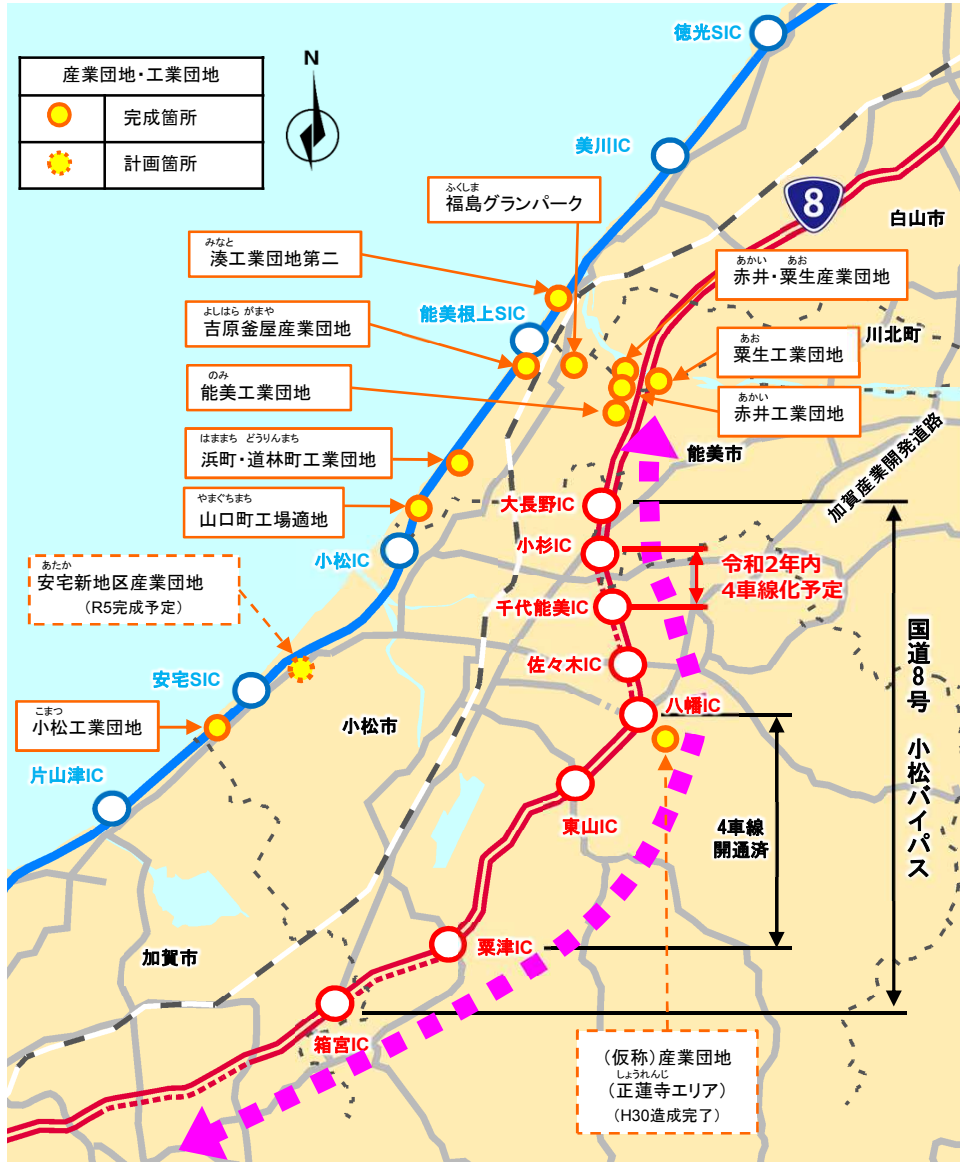 徳光SIC
産業団地・工業団地
完成箇所
計画箇所
N
美川IC
8
白山市
ふくしま
福島グランパーク
みなと
湊工業団地第二
あかい あお
赤井・粟生産業団地
能美根上SIC
よしはら がまや
吉原釜屋産業団地
川北町
あお
粟生工業団地
のみ
能美工業団地
あかい
赤井工業団地
はままち どうりんまち
浜町・道林町工業団地
能美市
加賀産業開発道路
やまぐちまち
山口町工場適地
大長野IC
小松IC
小杉IC
令和2年内
4車線化予定
あたか
安宅新地区産業団地
(R5完成予定)
千代能美IC
佐々木IC
安宅SIC
八幡IC
国道8号 小松バイパス
こまつ
小松工業団地
小松市
片山津IC
東山IC
4車線
開通済
粟津IC
加賀市
箱宮IC
(仮称)産業団地
しょうれんじ
(正蓮寺エリア)
(H30造成完了)